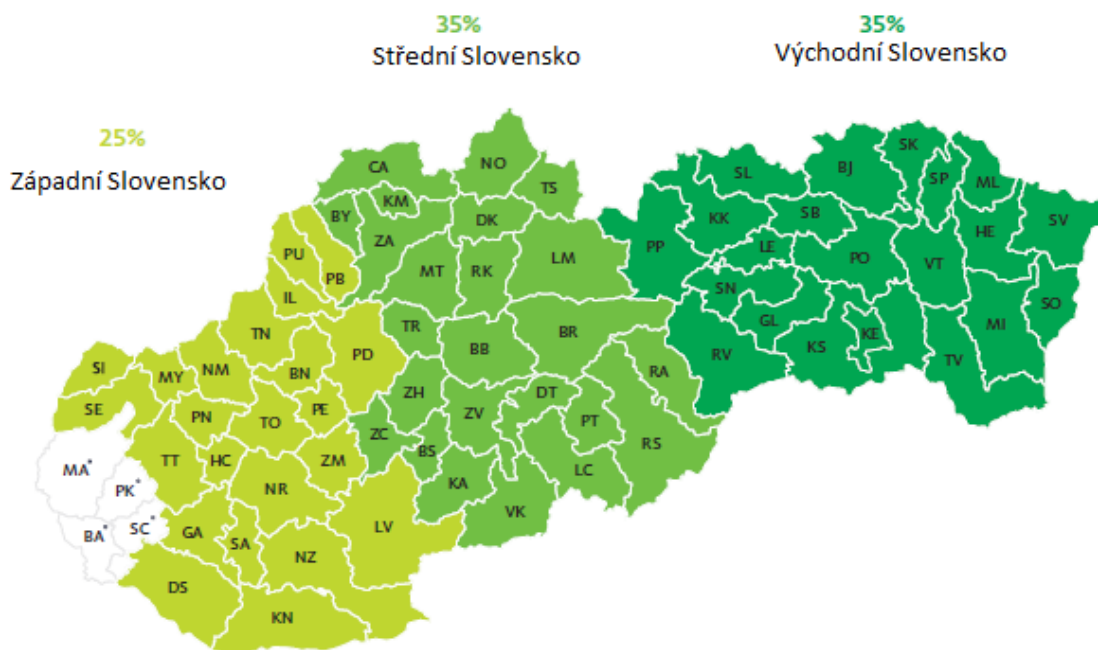 35%
Střední Slovensko
35%
Východní Slovensko
25%
Západní Slovensko
CA
NO
TS
BY
KM
DK
ZA
PU
PB
MT
RK
LM
IL
TN
TR
BB
BR
PD
BN
SI
MY
NM
SE
PN
TO
PE
ZH
ZV
DT
RA
PT
ZC
BS
RS
LC
KA
VK
TT
HC
ZM
NR
LV
MA*
PK*
BA*
SC*
GA
SA
NZ
DS
KN
SK
BJ
SL
SP
ML
SV
KK
SB
HE
PP
LE
PO
VT
SN
GL
KE
KS
RV
MI
SO
TV